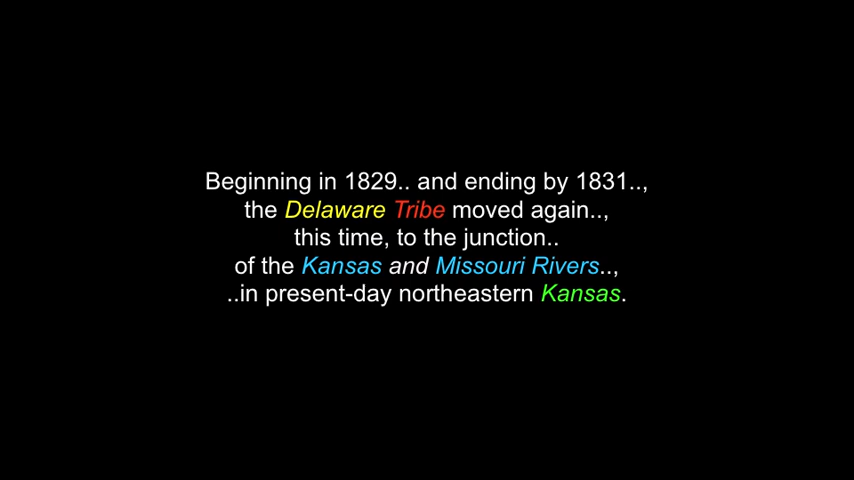 Beginning in 1829.. and ending by 1831..,
the Delaware Tribe moved again..,
this time, to the junction..
of the Kansas and Missouri Rivers..,
..in present-day northeastern Kansas.